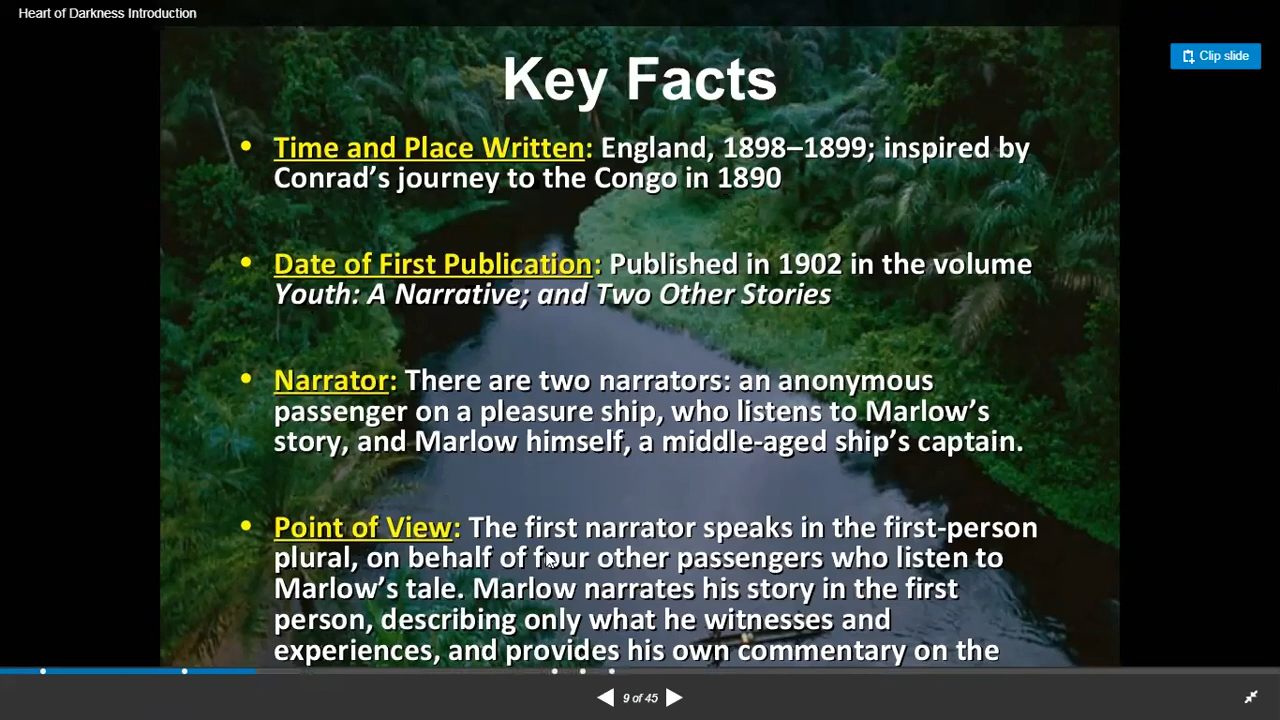 Heart of Darkness Introduction
Clip slide
Key Facts
• Time and Place Written: England, 1898–1899; inspired by
Conrad's journey to the Congo in 1890
• Date of First Publication: Published in 1902 in the volume
Youth: A Narrative; and Two Other Stories
• Narrator: There are two narrators: an anonymous
passenger on a pleasure ship, who listens to Marlow's
story, and Marlow himself, a middle-aged ship's captain.
• Point of View: The first narrator speaks in the first-person
plural, on behalf of four other passengers who listen to
Marlow's tale. Marlow narrates his story in the first
person, describing only what he witnesses and
experiences, and provides his own commentary on the
9 of 45